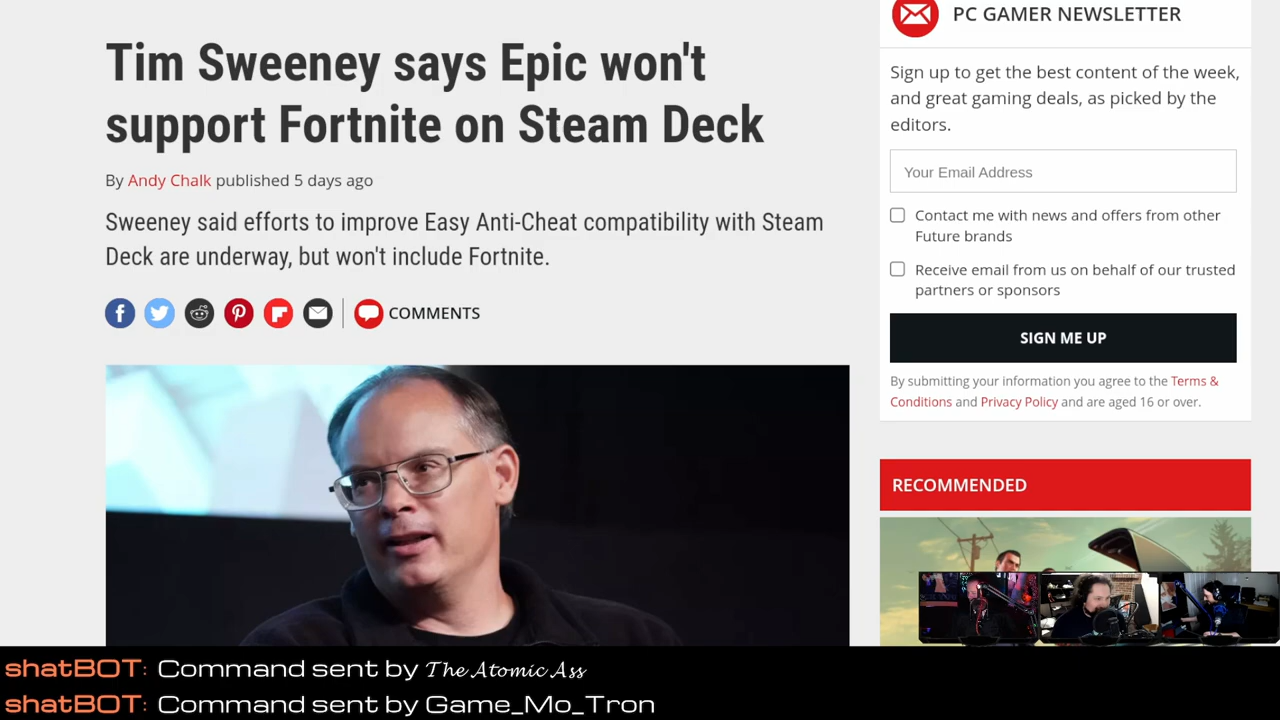 Tim Sweeney says Epic won't
support Fortnite on Steam Deck
By Andy Chalk published 5 days ago
Sweeney said efforts to improve Easy Anti-Cheat compatibility with Steam
Deck are underway, but won't include Fortnite.
COMMENTS
PC GAMER NEWSLETTER
Sign up to get the best content of the week,
and great gaming deals, as picked by the
editors.
Your Email Address
Contact me with news and offers from other
Future brands
Receive email from us on behalf of our trusted
partners or sponsors
SIGN ME UP
By submitting your information you agree to the Terms &
Conditions and Privacy Policy and are aged 16 or over.
RECOMMENDED
shatBOT: Command sent by The Atomic Ass
shatBOT: Command sent by Game_Mo_Tron